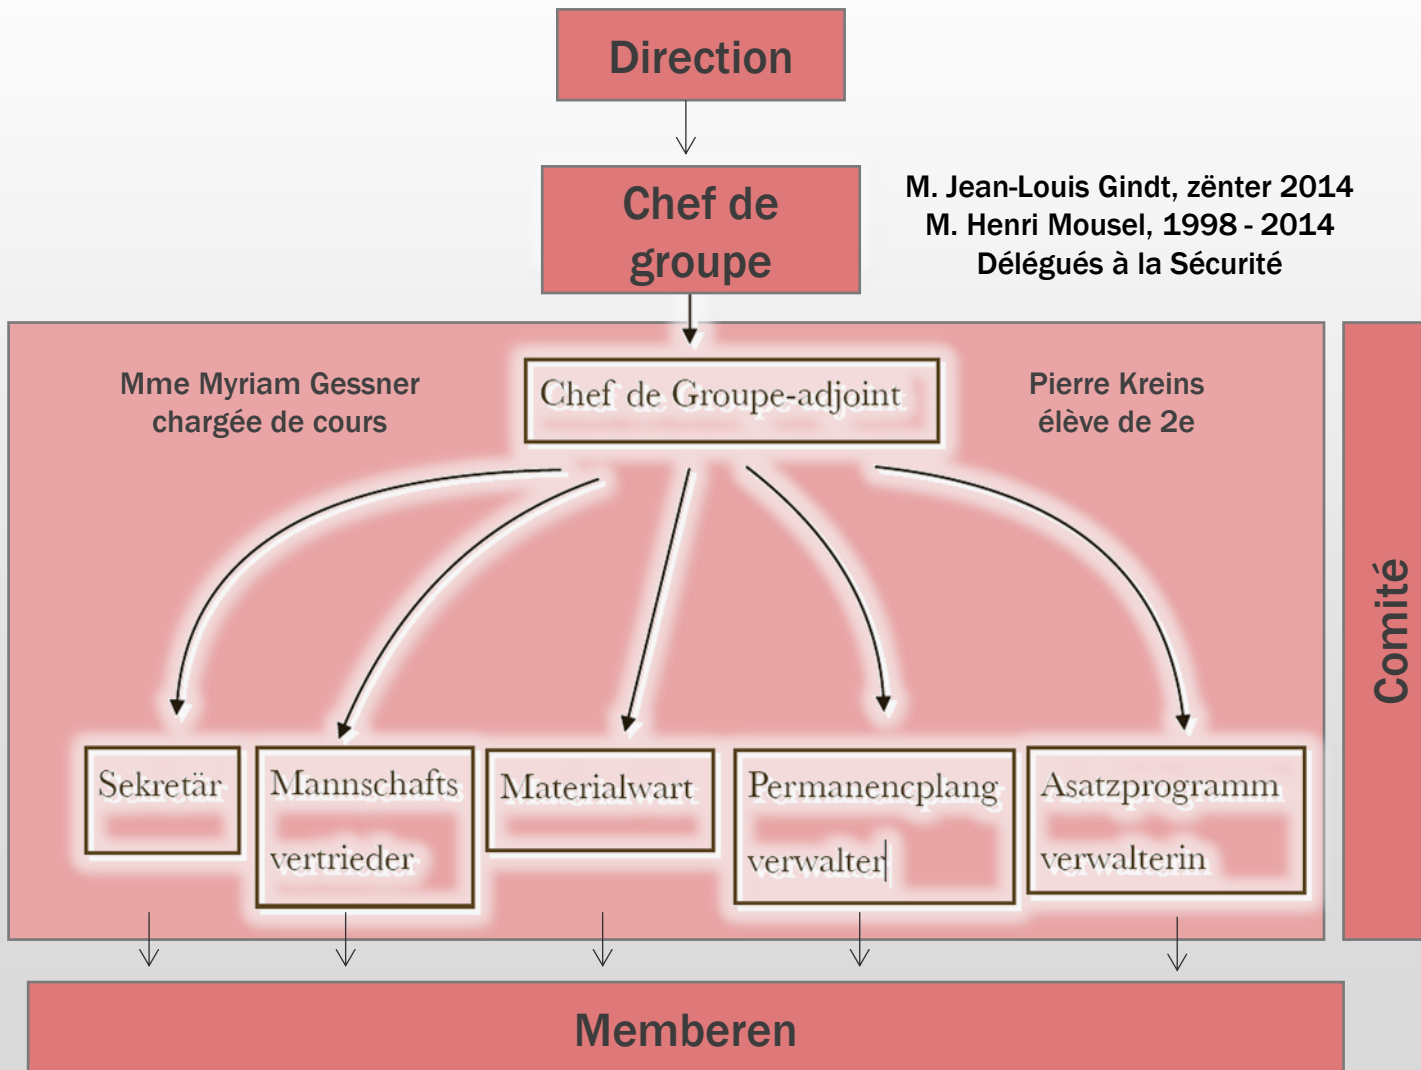 Direction
Chef de
groupe
M. Jean-Louis Gindt, zënter 2014
M. Henri Mousel, 1998 - 2014
Délégués à la Sécurité
Mme Myriam Gessner
chargée de cours
Chef de Groupe-adjoint
Pierre Kreins
élève de 2e
Comité
Sekretär
Mannschafts
vertrieder
Materialwart
Permanencplang
verwalter
Asatzprogramm
verwalterin
Memberen